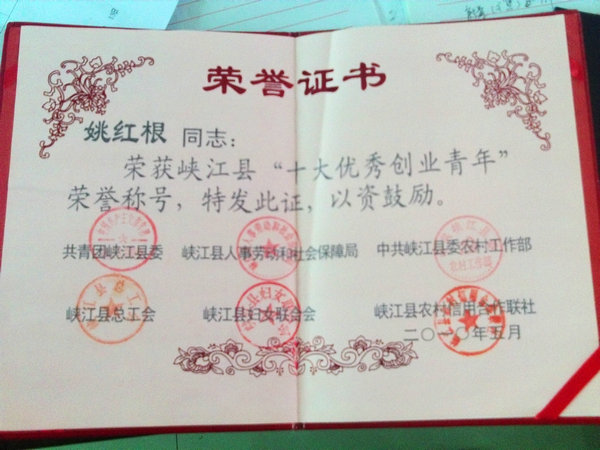 荣誉证书
姚红根 同志：
荣获峡江县“十大优秀创业青年”
荣誉称号，特发此证，以资鼓励。
共青团峡江县委 峡江县人事劳动和社会保障局 中共峡江县委农村工作部
峡江县总工会 峡江县妇女联合会 峡江县农村信用合作联社
二〇一〇年五月